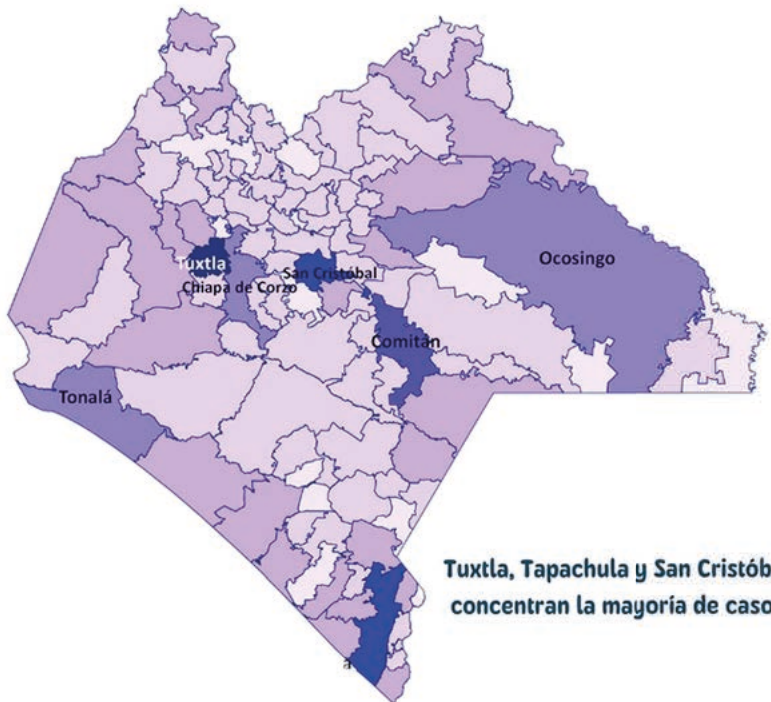 Ocosingo
Tuxtla
San Cristóbal
Chiapa de Corzo
Comitán
Tonalá
Tuxtla, Tapachula y San Cristób
concentran la mayoría de caso
a